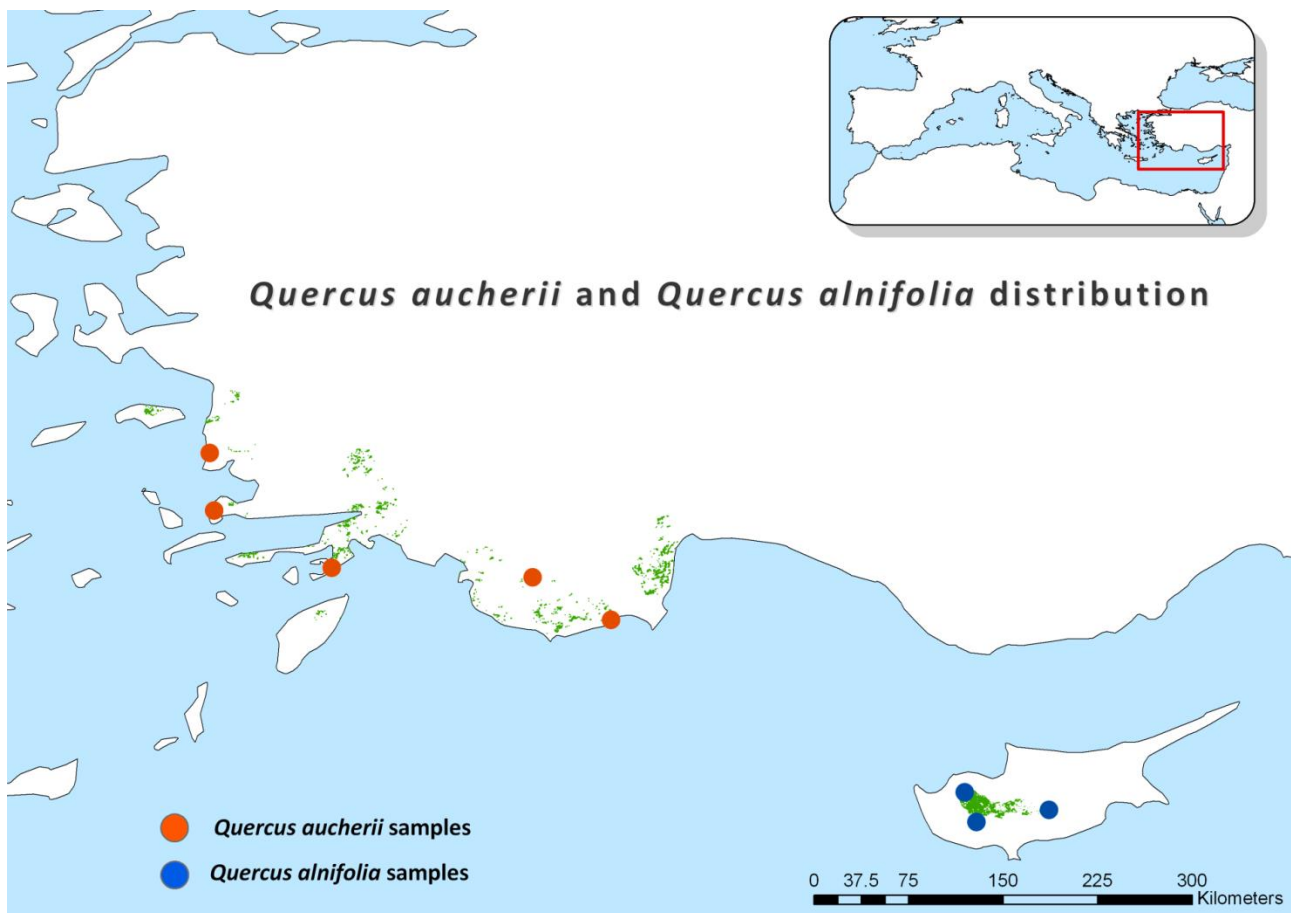 Quercus aucherii and Quercus alnifolia distribution
Quercus aucherii samples
Quercus alnifolia samples
0 37.5 75 150 225 300
Kilometers